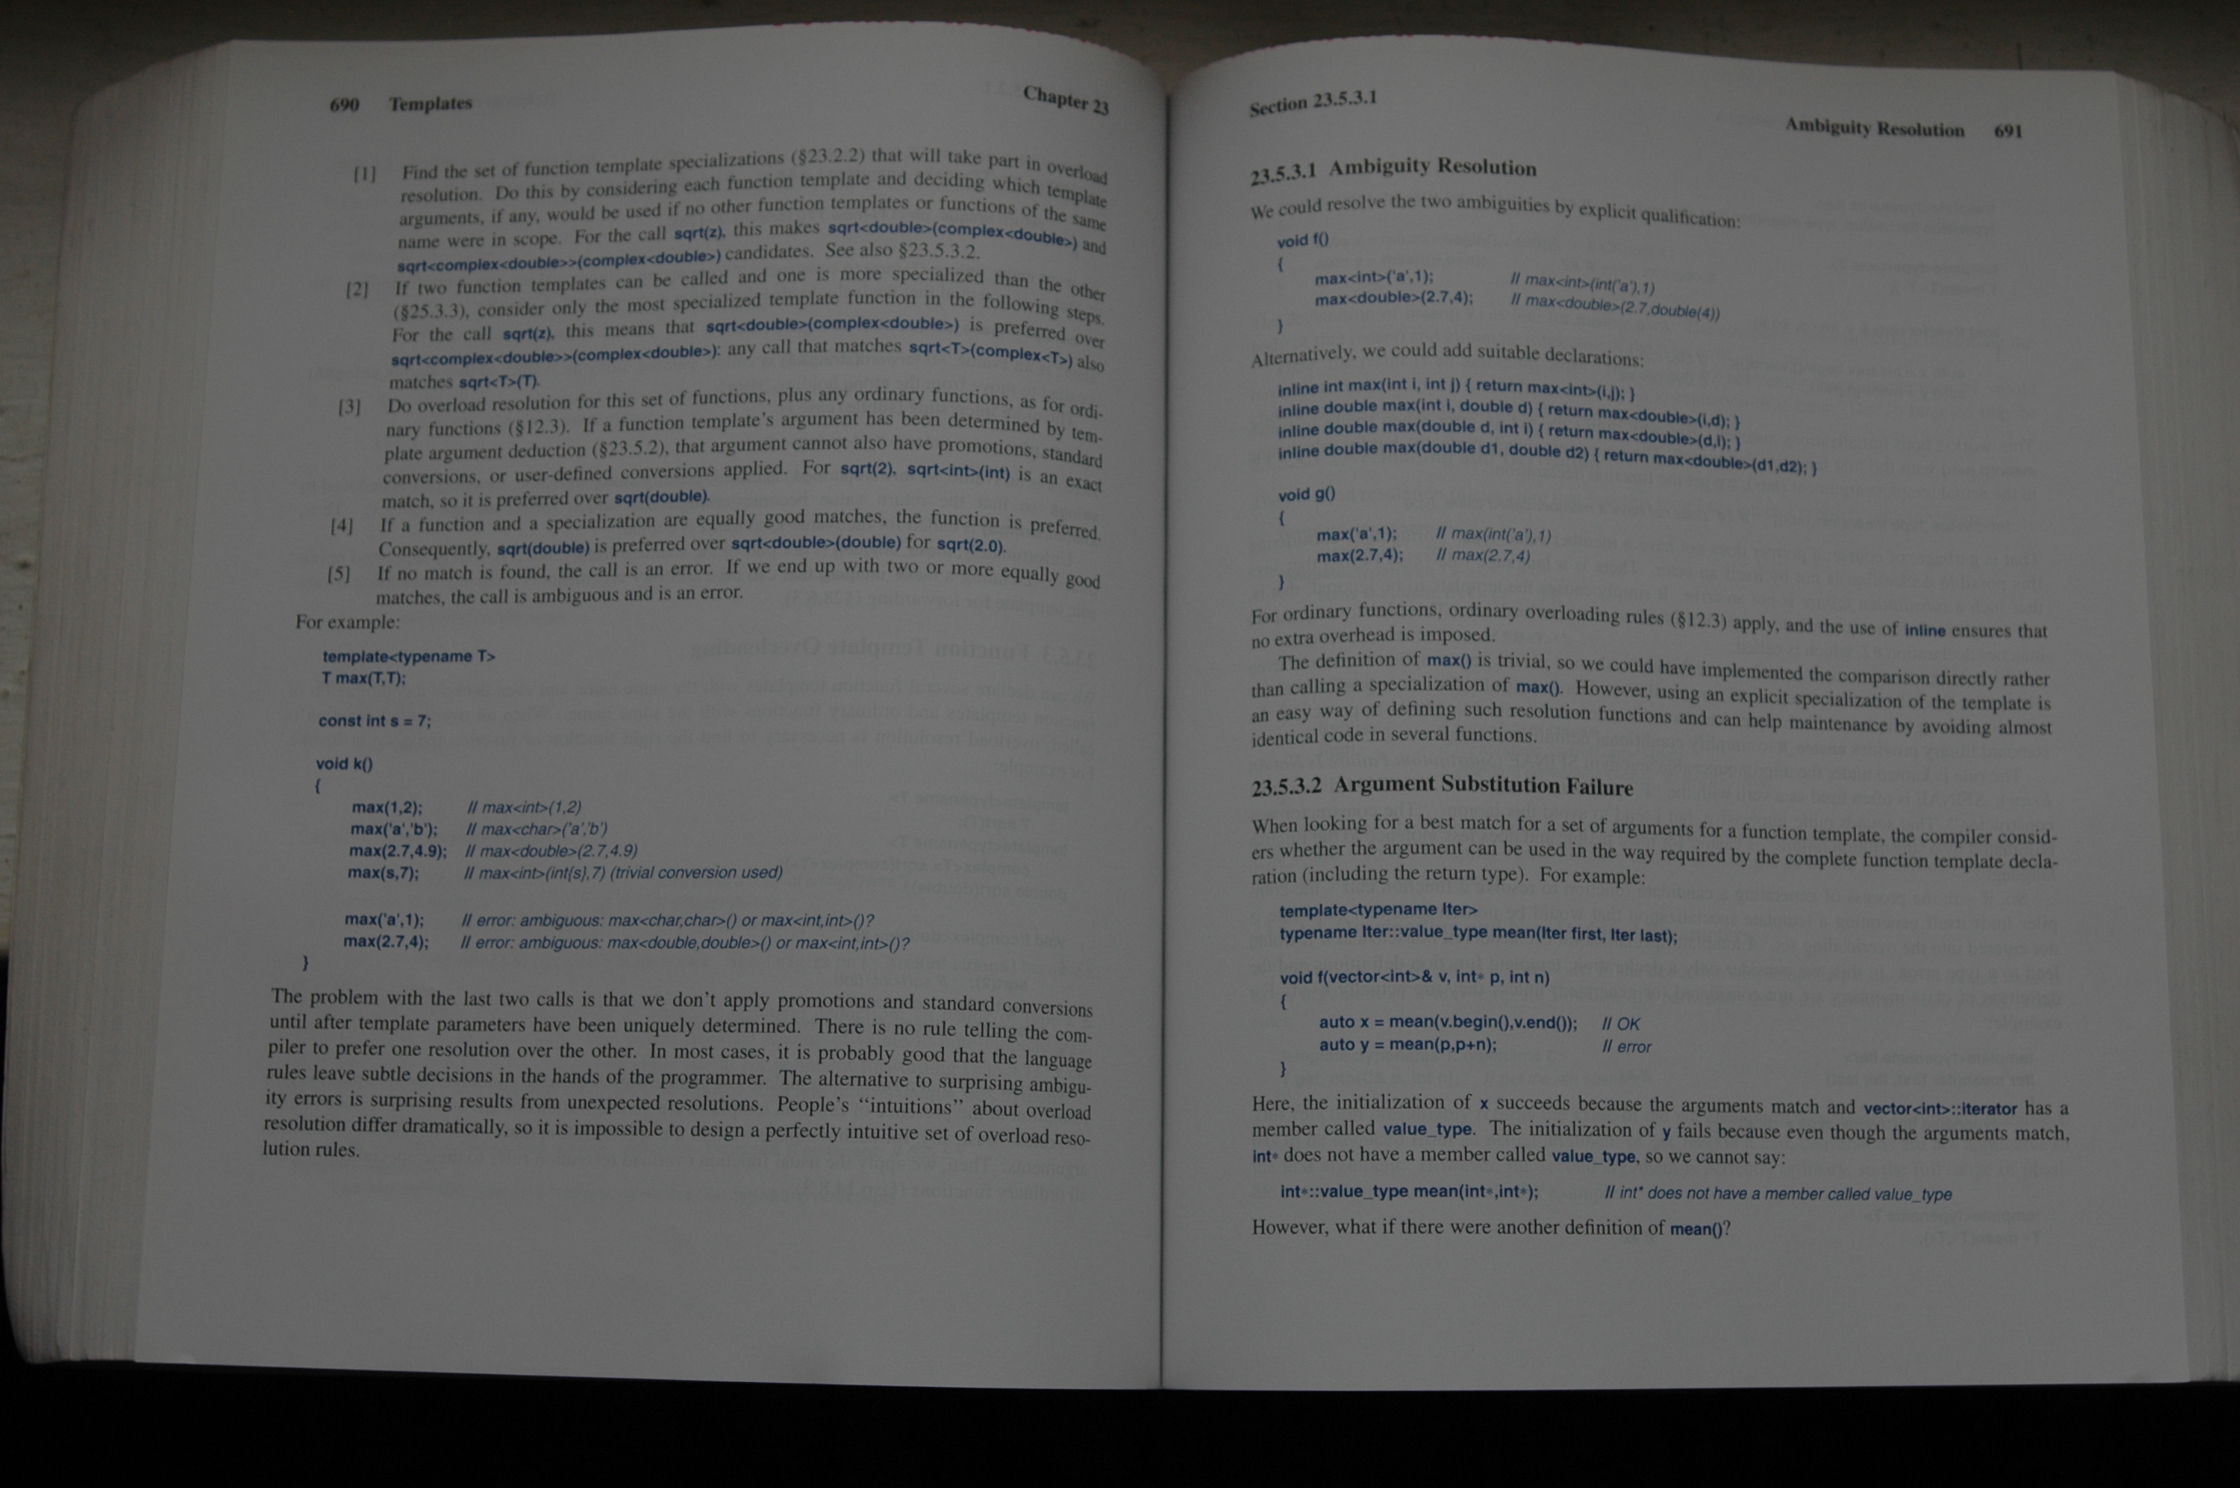 690 Templates Chapter 23
[1] Find the set of function template specializations (§23.2.2) that will take part in overload
resolution. Do this by considering each function template and deciding which template
arguments, if any, would be used if no other function templates or functions of the same
name were in scope. For the call sqrt(z), this makes sqrt<double>(complex<double>) and
sqrt<complex<double>>(complex<double>) candidates. See also §23.5.3.2.
[2] If two function templates can be called and one is more specialized than the other
(§25.3.3), consider only the most specialized template function in the following steps.
For the call sqrt(z), this means that sqrt<double>(complex<double>) is preferred over
sqrt<complex<double>>(complex<double>): any call that matches sqrt<T>(complex<T>) also
matches sqrt<T>(T).
[3] Do overload resolution for this set of functions, plus any ordinary functions, as for ordi-
nary functions (§12.3). If a function template's argument has been determined by tem-
plate argument deduction (§23.5.2), that argument cannot also have promotions, standard
conversions, or user-defined conversions applied. For sqrt(2), sqrt<int>(int) is an exact
match, so it is preferred over sqrt(double).
[4] If a function and a specialization are equally good matches, the function is preferred.
Consequently, sqrt(double) is preferred over sqrt<double>(double) for sqrt(2.0).
[5] If no match is found, the call is an error. If we end up with two or more equally good
matches, the call is ambiguous and is an error.
For example:
template<typename T>
T max(T,T);
const int s = 7;
void k()
{
max(1,2); // max<int>(1,2)
max('a','b'); // max<char>('a','b')
max(2.7,4.9); // max<double>(2.7,4.9)
max(s,7); // max<int>(int{s},7) (trivial conversion used)
max('a',1); // error: ambiguous: max<char,char>() or max<int,int>()?
max(2.7,4); // error: ambiguous: max<double,double>() or max<int,int>()?
}
The problem with the last two calls is that we don't apply promotions and standard conversions
until after template parameters have been uniquely determined. There is no rule telling the com-
piler to prefer one resolution over the other. In most cases, it is probably good that the language
rules leave subtle decisions in the hands of the programmer. The alternative to surprising ambigu-
ity errors is surprising results from unexpected resolutions. People's ‘‘intuitions’’ about overload
resolution differ dramatically, so it is impossible to design a perfectly intuitive set of overload reso-
lution rules.
Section 23.5.3.1 Ambiguity Resolution 691
23.5.3.1 Ambiguity Resolution
We could resolve the two ambiguities by explicit qualification:
void f()
{
max<int>('a',1); // max<int>(int('a'),1)
max<double>(2.7,4); // max<double>(2.7,double(4))
}
Alternatively, we could add suitable declarations:
inline int max(int i, int j) { return max<int>(i,j); }
inline double max(int i, double d) { return max<double>(i,d); }
inline double max(double d, int i) { return max<double>(d,i); }
inline double max(double d1, double d2) { return max<double>(d1,d2); }
void g()
{
max('a',1); // max(int('a'),1)
max(2.7,4); // max(2.7,4)
}
For ordinary functions, ordinary overloading rules (§12.3) apply, and the use of inline ensures that
no extra overhead is imposed.
The definition of max() is trivial, so we could have implemented the comparison directly rather
than calling a specialization of max(). However, using an explicit specialization of the template is
an easy way of defining such resolution functions and can help maintenance by avoiding almost
identical code in several functions.
23.5.3.2 Argument Substitution Failure
When looking for a best match for a set of arguments for a function template, the compiler consid-
ers whether the argument can be used in the way required by the complete function template decla-
ration (including the return type). For example:
template<typename Iter>
typename Iter::value_type mean(Iter first, Iter last);
void f(vector<int>& v, int* p, int n)
{
auto x = mean(v.begin(),v.end()); // OK
auto y = mean(p,p+n); // error
}
Here, the initialization of x succeeds because the arguments match and vector<int>::iterator has a
member called value_type. The initialization of y fails because even though the arguments match,
int* does not have a member called value_type, so we cannot say:
int*::value_type mean(int*,int*); // int* does not have a member called value_type
However, what if there were another definition of mean()?